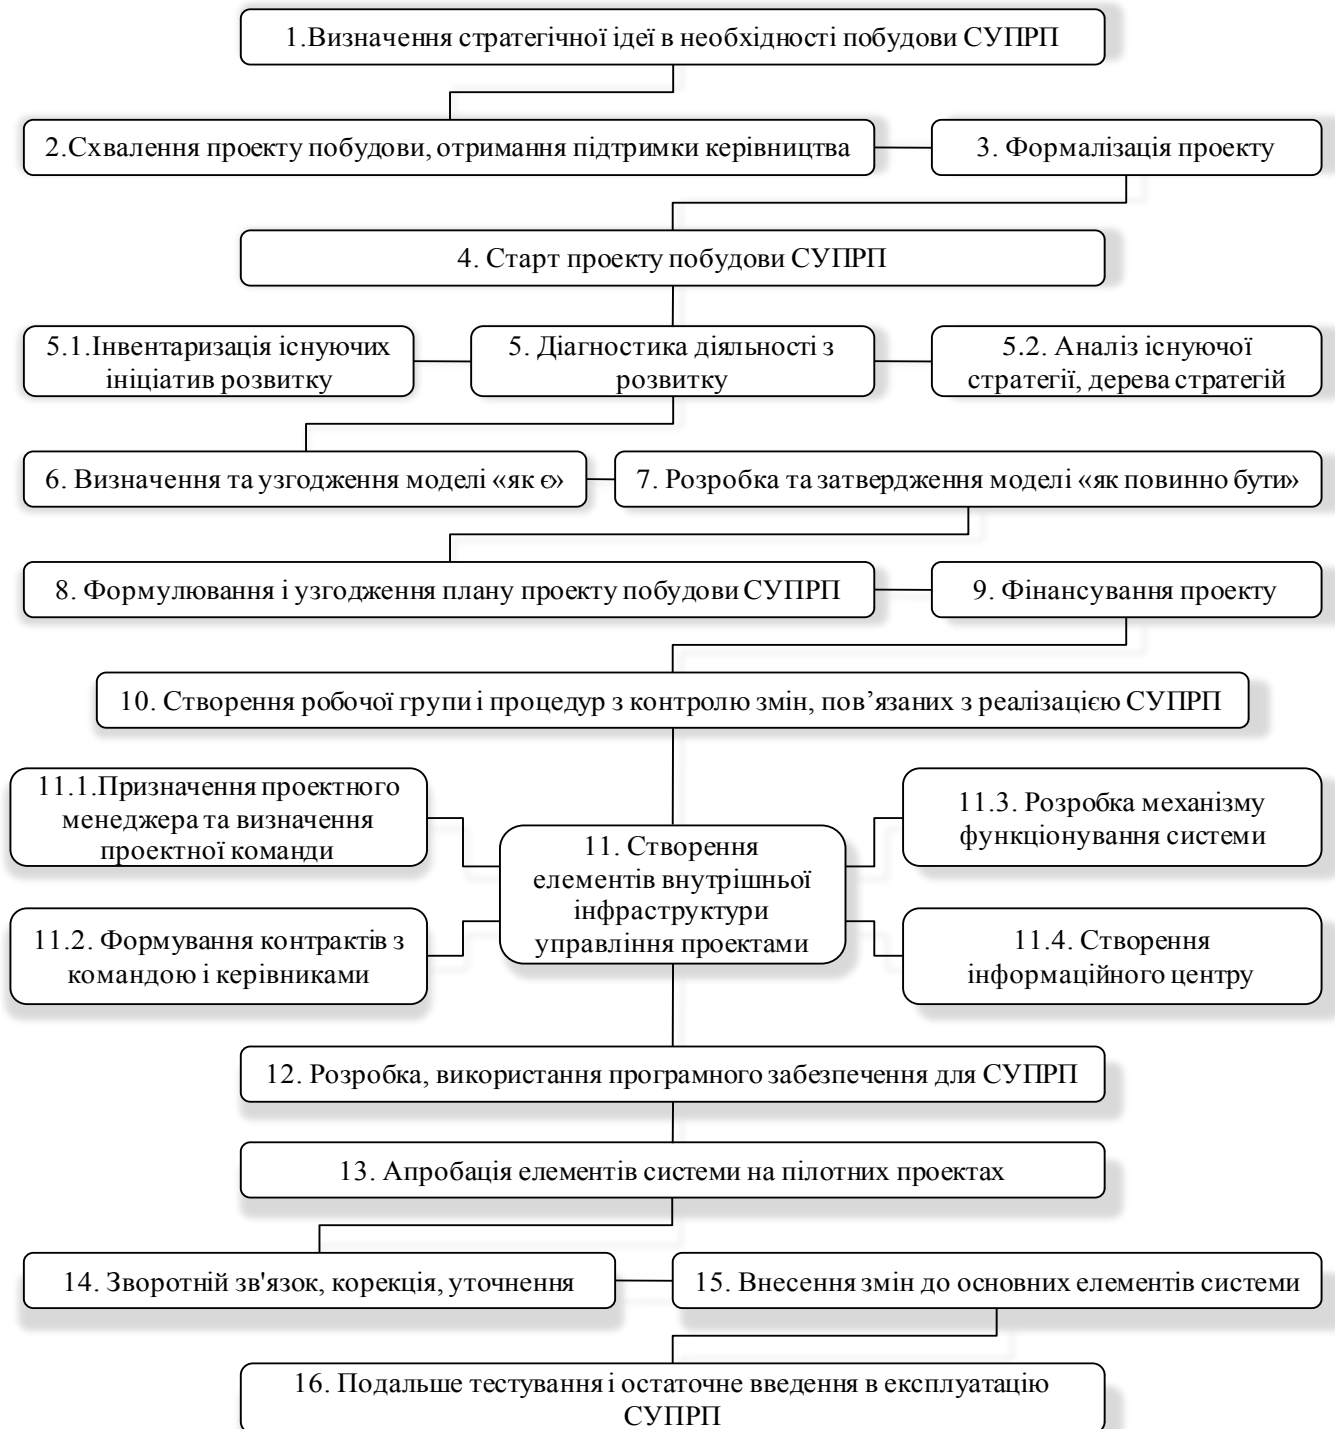 1.Визначення стратегічної ідеї в необхідності побудови СУПРП
2.Схвалення проекту побудови, отримання підтримки керівництва
3. Формалізація проекту
4. Старт проекту побудови СУПРП
5.1.Інвентаризація існуючих
ініціатив розвитку
5. Діагностика діяльності з
розвитку
5.2. Аналіз існуючої
стратегії, дерева стратегій
6. Визначення та узгодження моделі «як є»
7. Розробка та затвердження моделі «як повинно бути»
8. Формулювання і узгодження плану проекту побудови СУПРП
9. Фінансування проекту
10. Створення робочої групи і процедур з контролю змін, пов’язаних з реалізацією СУПРП
11.1.Призначення проектного
менеджера та визначення
проектної команди
11.2. Формування контрактів з
командою і керівниками
11. Створення
елементів внутрішньої
інфраструктури
управління проектами
11.3. Розробка механізму
функціонування системи
11.4. Створення
інформаційного центру
12. Розробка, використання програмного забезпечення для СУПРП
13. Апробація елементів системи на пілотних проектах
14. Зворотній зв'язок, корекція, уточнення
15. Внесення змін до основних елементів системи
16. Подальше тестування і остаточне введення в експлуатацію
СУПРП